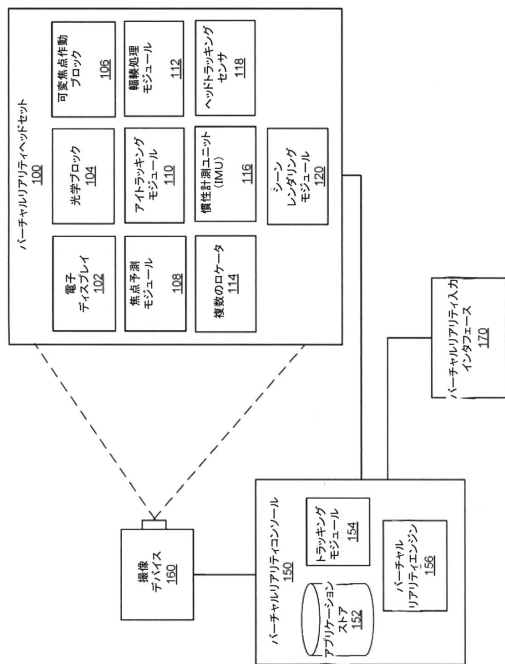 バーチャルリアリティヘッドセット
100
電子
ディスプレイ
102
光学ブロック
104
可変焦点作動
ブロック
106
焦点予測
モジュール
108
アイトラッキング
モジュール
110
輻輳処理
モジュール
112
複数のロケータ
114
慣性計測ユニット
(IMU)
116
ヘッドトラッキング
センサ
118
シーン
レンダリング
モジュール
120
撮像
デバイス
160
バーチャルリアリティコンソール
150
アプリケーション
ストア
152
トラッキング
モジュール
154
バーチャル
リアリティエンジン
156
バーチャルリアリティ入力
インタフェース
170